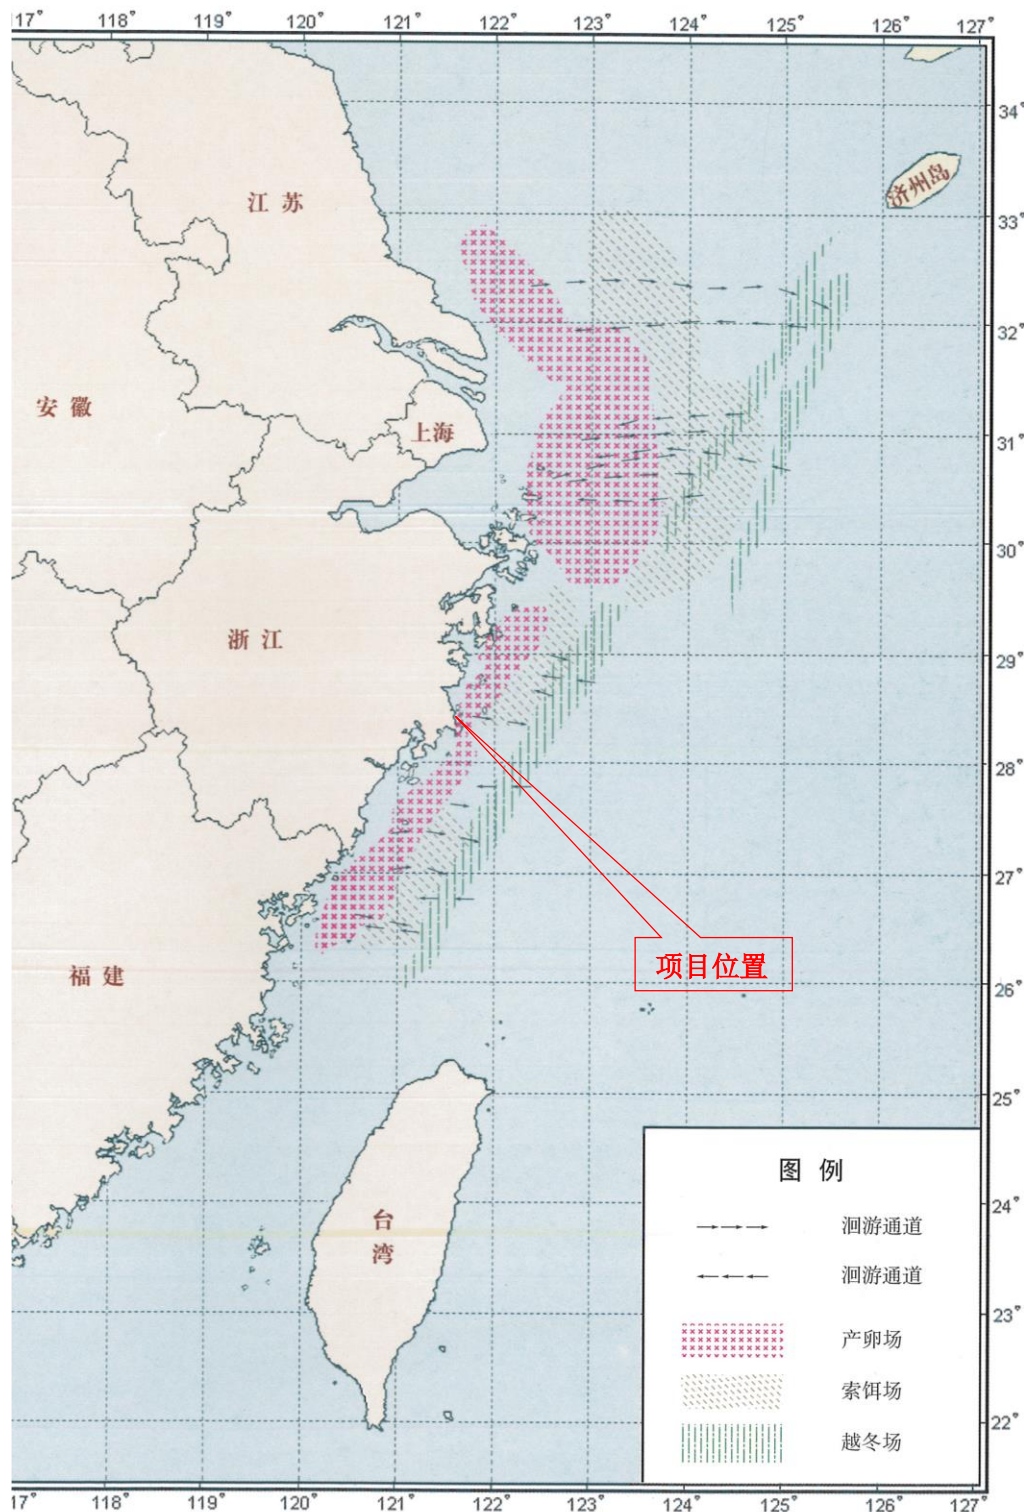 17° 118° 119° 120° 121° 122° 123° 124° 125° 126° 127°
34°
济州岛
江 苏
33°
32°
安 徽
上海
31°
30°
浙 江
29°
28°
27°
项目位置
福 建
26°
25°
图 例
洄游通道
24°
台
湾
洄游通道
23°
产卵场
索饵场
22°
越冬场
17° 118° 119° 120° 121° 122° 123° 124° 125° 126° 127°